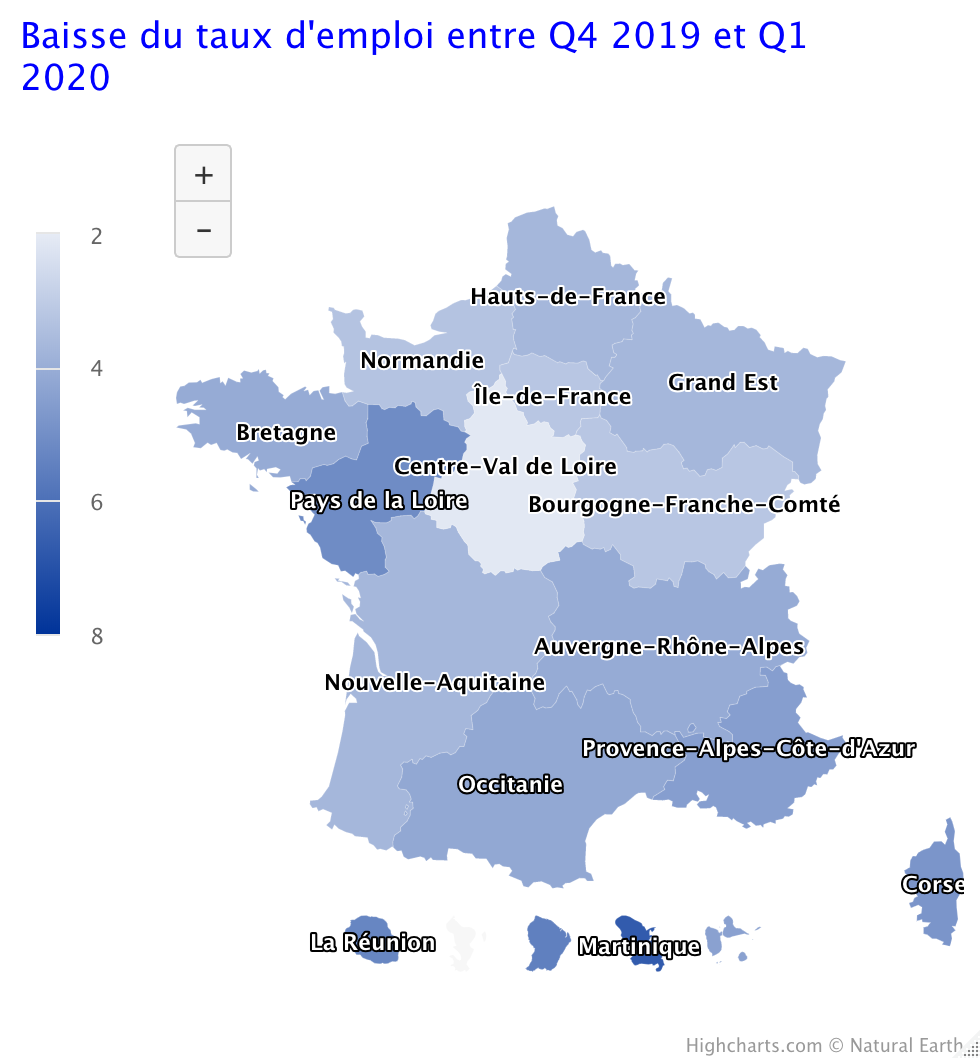 Baisse du taux d'emploi entre Q4 2019 et Q1
2020
+
−
2
4
6
8
Hauts-de-France
Normandie
Grand Est
Île-de-France
Bretagne
Centre-Val de Loire
Pays de la Loire
Bourgogne-Franche-Comté
Auvergne-Rhône-Alpes
Nouvelle-Aquitaine
Provence-Alpes-Côte-d'Azur
Occitanie
Corse
La Réunion
Martinique
Highcharts.com © Natural Earth